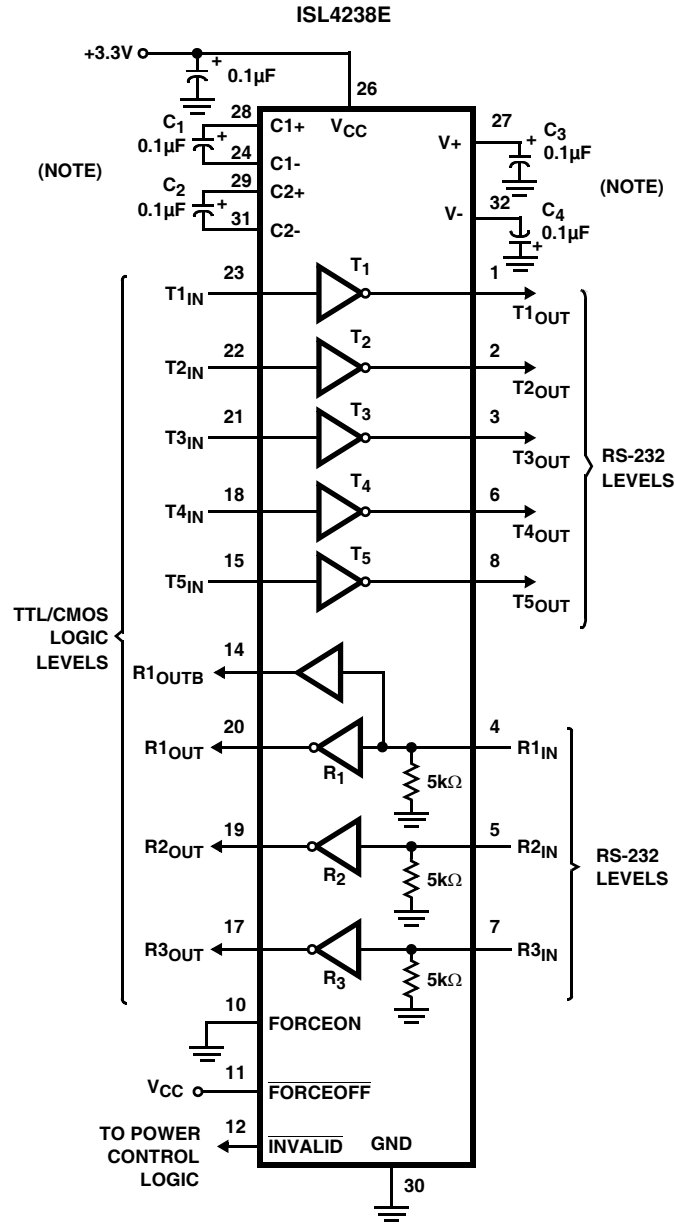 ISL4238E
+3.3V
+
0.1µF
26
28
C1+
VCC
27
C1
0.1µF
+
V+
+
C3
0.1µF
24
C1-
(NOTE)
29
C2+
(NOTE)
C2
0.1µF
+
32
V-
C4
0.1µF
+
31
C2-
T1IN
23
T1
1
T1OUT
T2IN
22
T2
2
T2OUT
T3IN
21
T3
3
T3OUT
RS-232
LEVELS
T4IN
18
T4
6
T4OUT
T5IN
15
T5
8
T5OUT
TTL/CMOS
LOGIC
LEVELS
R1OUTB
14
R1OUT
20
R1
5kΩ
4
R1IN
R2OUT
19
R2
5kΩ
5
R2IN
RS-232
LEVELS
R3OUT
17
R3
5kΩ
7
R3IN
10
FORCEON
VCC
11
FORCEOFF
TO POWER
CONTROL
LOGIC
12
INVALID
GND
30